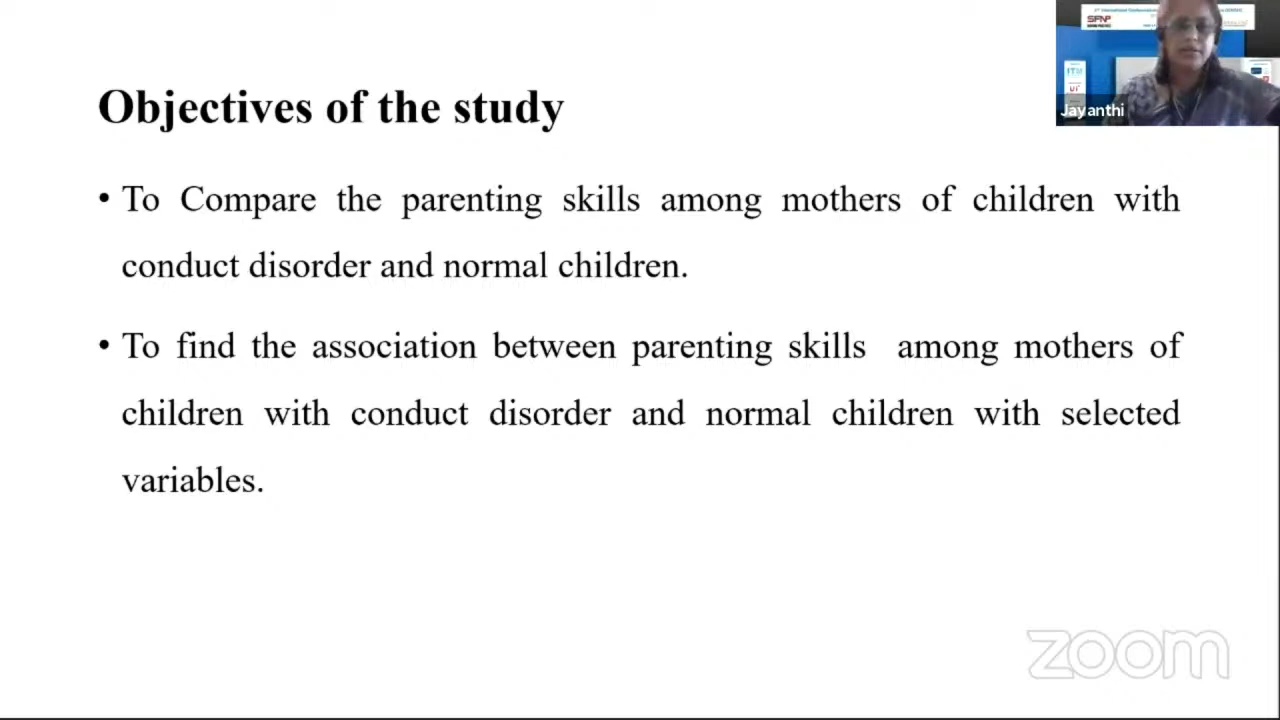 Objectives of the study
• To Compare the parenting skills among mothers of children with
conduct disorder and normal children.
• To find the association between parenting skills among mothers of
children with conduct disorder and normal children with selected
variables.
Jayanthi
zoom